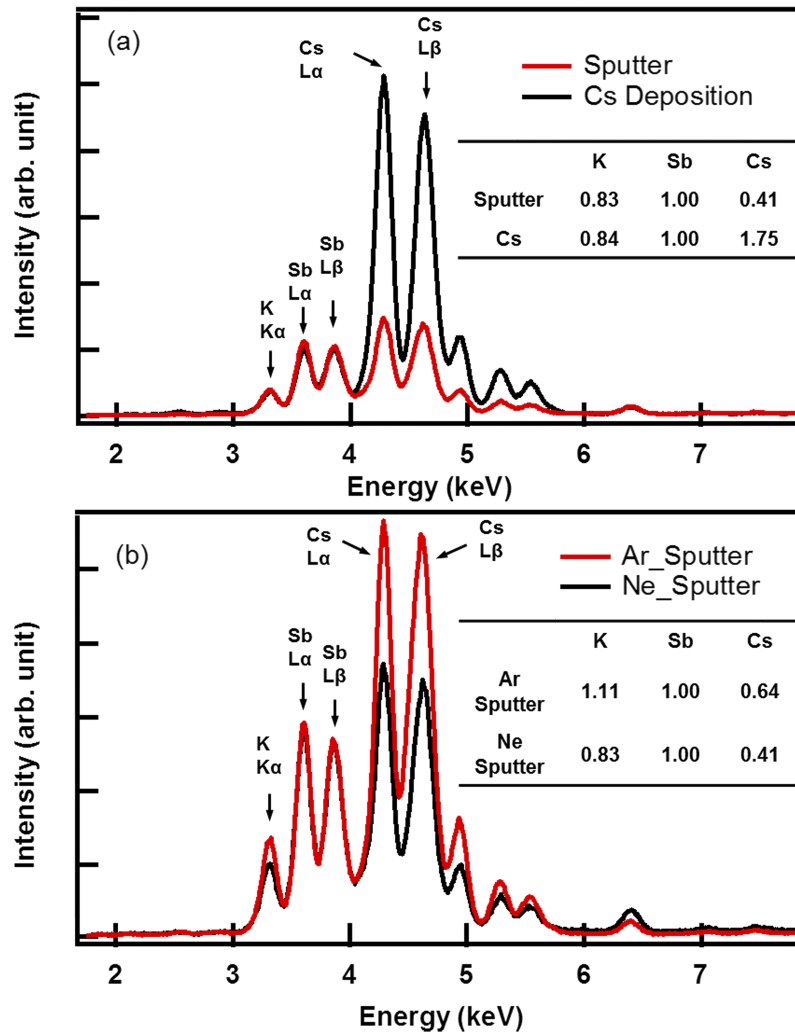 (a)
Cs
Lα
Cs
Lβ
Sputter
Cs Deposition
K Sb Cs
Sputter 0.83 1.00 0.41
Cs 0.84 1.00 1.75
Sb
Lβ
Sb
Lα
K
Kα
Intensity (arb. unit)
2 3 4 5 6 7
Energy (keV)
(b)
Cs
Lα
Cs
Lβ
Ar_Sputter
Ne_Sputter
K Sb Cs
Ar
Sputter 1.11 1.00 0.64
Ne
Sputter 0.83 1.00 0.41
Sb
Lα
Sb
Lβ
K
Kα
Intensity (arb. unit)
2 3 4 5 6 7
Energy (keV)